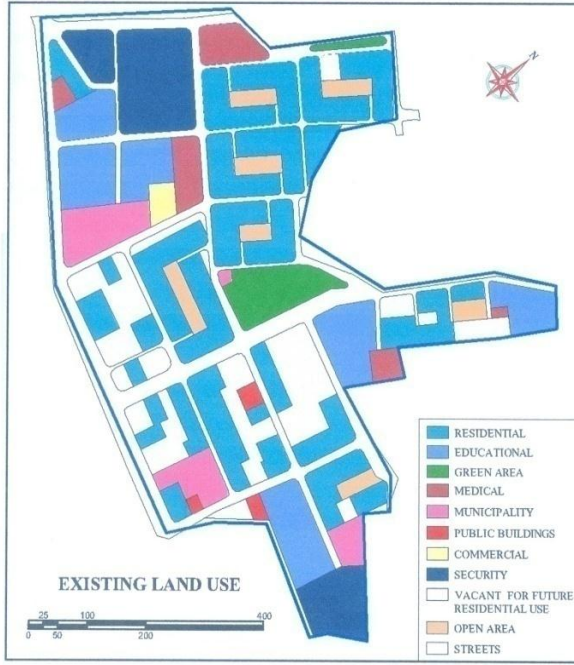 N
RESIDENTIAL
EDUCATIONAL
GREEN AREA
MEDICAL
MUNICIPALITY
PUBLIC BUILDINGS
COMMERCIAL
SECURITY
VACANT FOR FUTURE
RESIDENTIAL USE
OPEN AREA
STREETS
EXISTING LAND USE
25 100 400
0 50 200